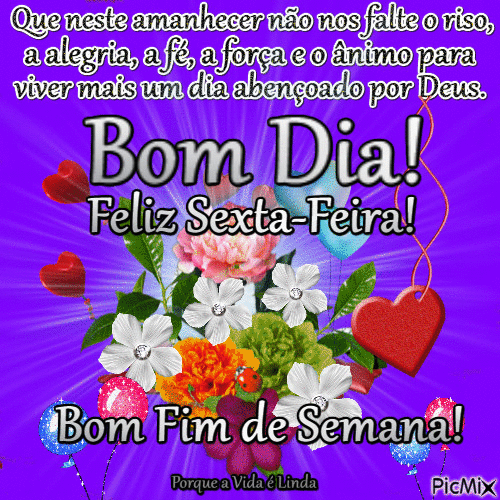 Que neste amanhecer não nos falte o riso,
a alegria, a fé, a força e o ânimo para
viver mais um dia abençoado por Deus.
Bom Dia!
Feliz Sexta-Feira!
Bom Fim de Semana!
Porque a Vida é Linda
PicMix